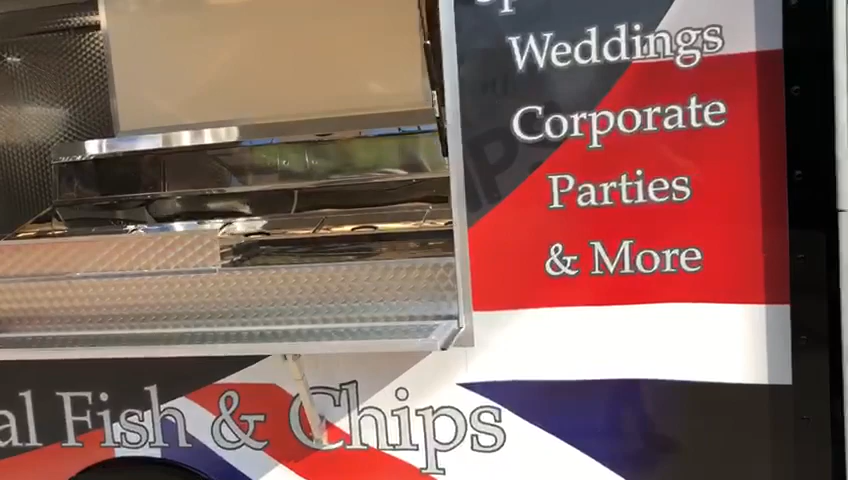 Weddings
Corporate
Parties
& More
al Fish & Chips